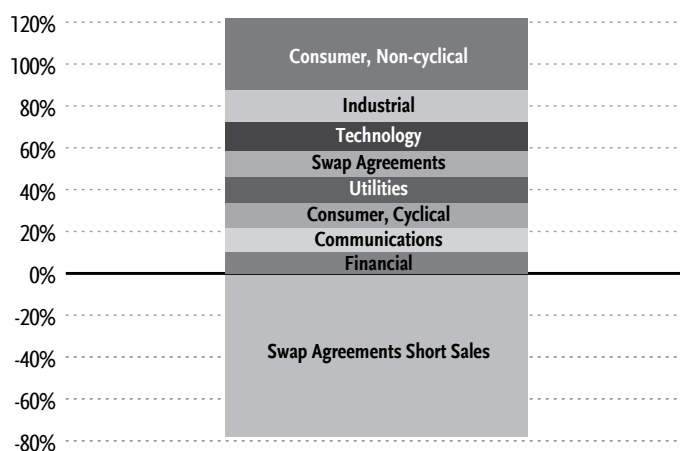 120%
Consumer, Non-cyclical
100%
Industrial
80%
Technology
60%
Swap Agreements
40%
Utilities
Consumer, Cyclical
20%
Communications
Financial
0%
-20%
Swap Agreements Short Sales
-40%
-60%
-80%